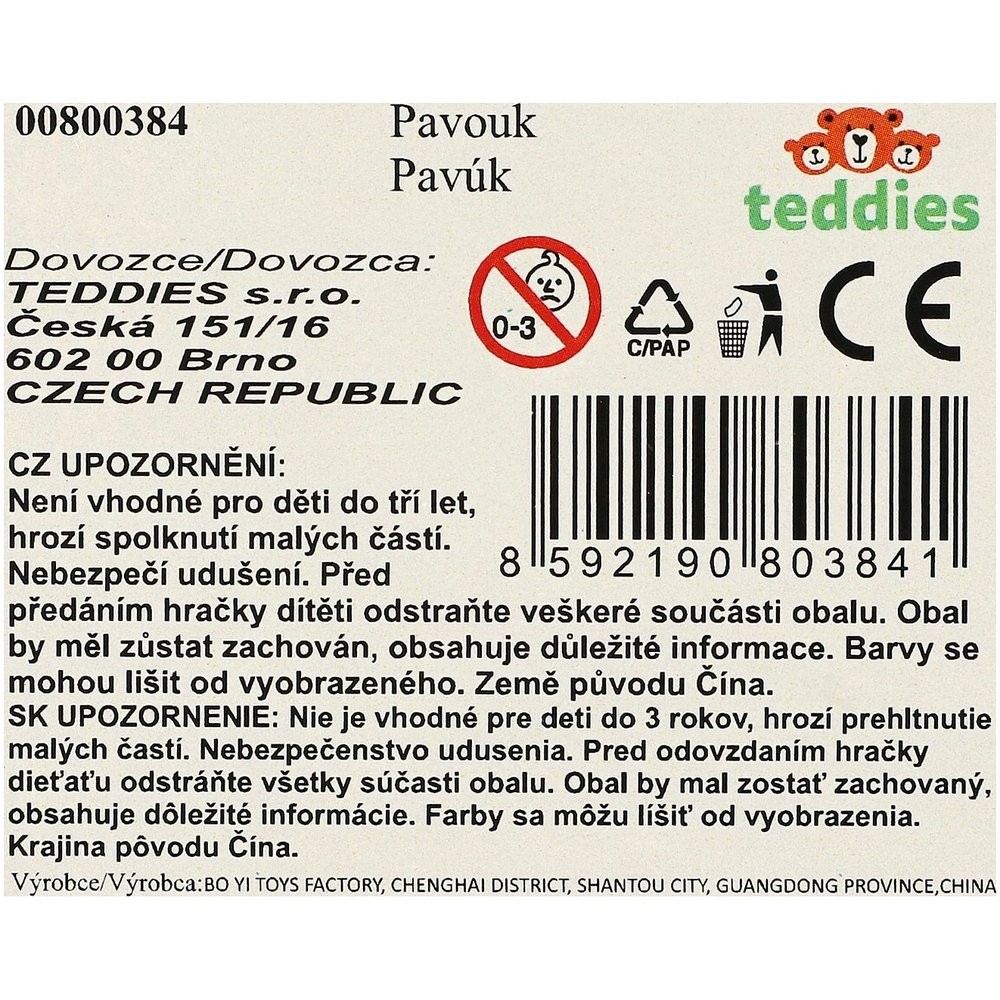 00800384
Pavouk
Pavúk
teddies
Dovozce/Dovozca:
TEDDIES s.r.o.
Česká 151/16
602 00 Brno
CZECH REPUBLIC
0-3
C/PAP
CE
8 592190 803841
CZ UPOZORNĚNÍ:
Není vhodné pro děti do tří let,
hrozí spolknutí malých částí.
Nebezpečí udušení. Před
předáním hračky dítěti odstraňte veškeré součásti obalu. Obal
by měl zůstat zachován, obsahuje důležité informace. Barvy se
mohou lišit od vyobrazeného. Země původu Čína.
SK UPOZORNENIE: Nie je vhodné pre deti do 3 rokov, hrozí prehltnutie
malých častí. Nebezpečenstvo udusenia. Pred odovzdaním hračky
dieťaťu odstráňte všetky súčasti obalu. Obal by mal zostať zachovaný,
obsahuje dôležité informácie. Farby sa môžu líšiť od vyobrazenia.
Krajina pôvodu Čína.
Výrobce/Výrobca:BO YI TOYS FACTORY, CHENGHAI DISTRICT, SHANTOU CITY, GUANGDONG PROVINCE,CHINA